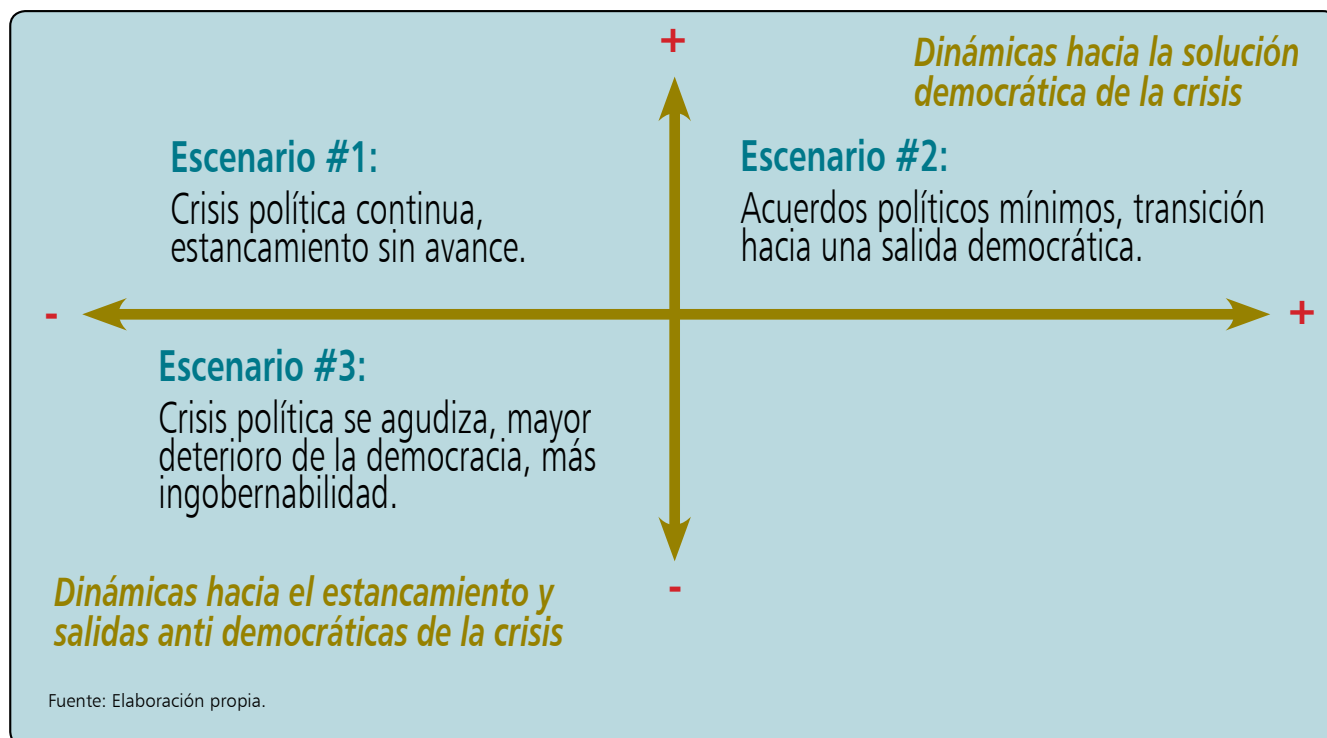 +
Dinámicas hacia la solución
democrática de la crisis
Escenario #1:
Crisis política continua,
estancamiento sin avance.
Escenario #2:
Acuerdos políticos mínimos, transición
hacia una salida democrática.
-
+
Escenario #3:
Crisis política se agudiza, mayor
deterioro de la democracia, más
ingobernabilidad.
-
Dinámicas hacia el estancamiento y
salidas anti democráticas de la crisis
Fuente: Elaboración propia.